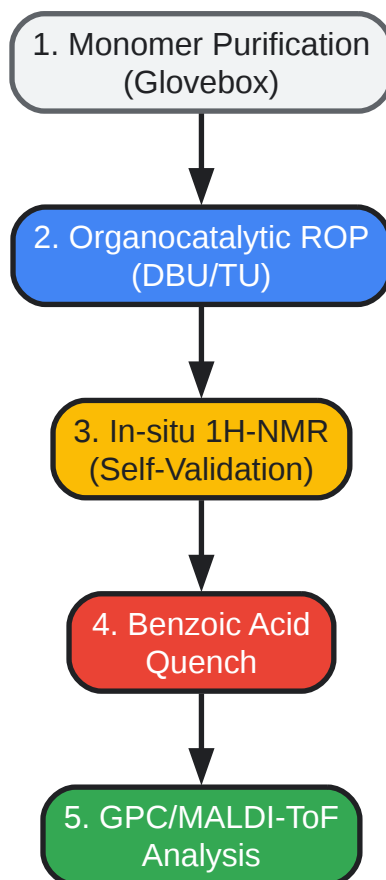 1. Monomer Purification
(Glovebox)
2. Organocatalytic ROP
(DBU/TU)
3. In-situ 1H-NMR
(Self-Validation)
4. Benzoic Acid
Quench
5. GPC/MALDI-ToF
Analysis